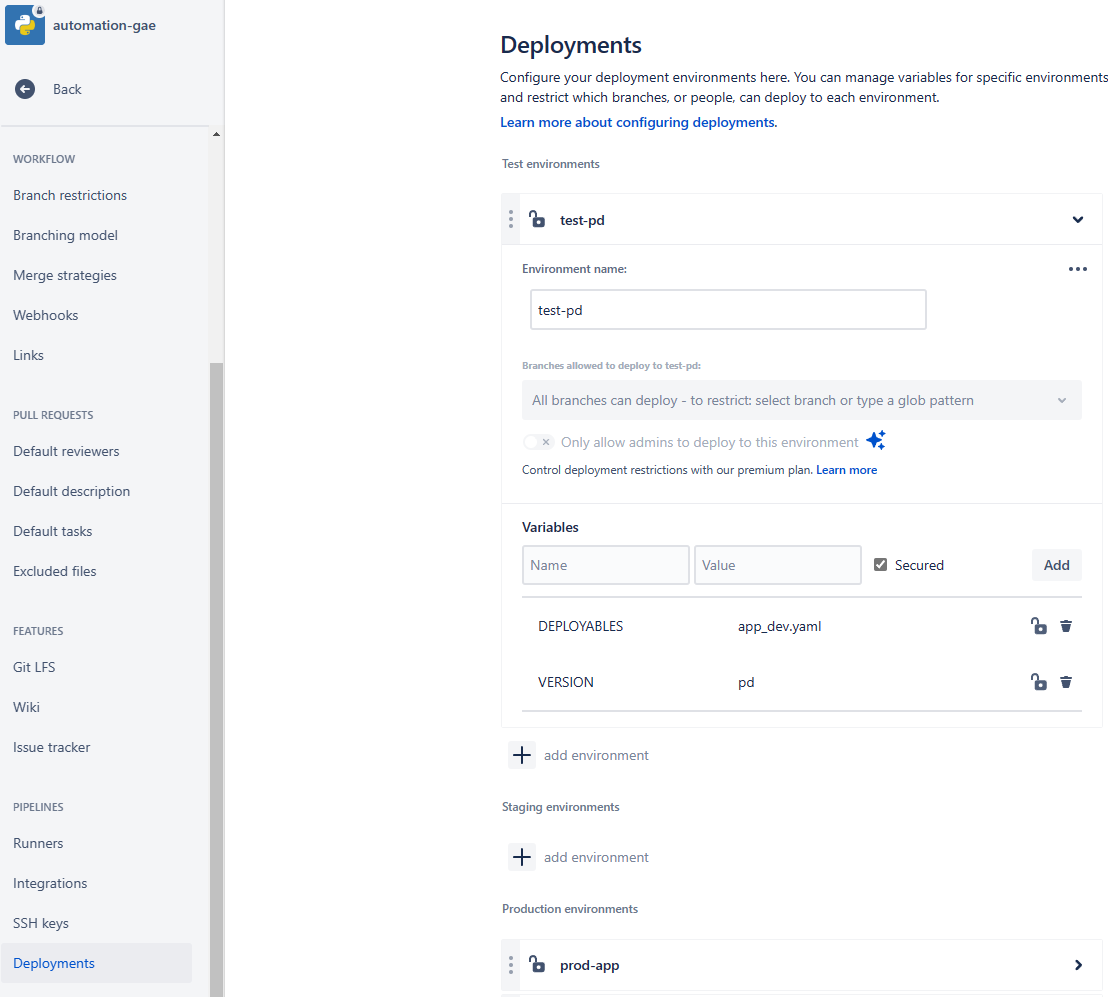 automation-gae
Back
WORKFLOW
Branch restrictions
Branching model
Merge strategies
Webhooks
Links
PULL REQUESTS
Default reviewers
Default description
Default tasks
Excluded files
FEATURES
Git LFS
Wiki
Issue tracker
PIPELINES
Runners
Integrations
SSH keys
Deployments
Deployments
Configure your deployment environments here. You can manage variables for specific environments
and restrict which branches, or people, can deploy to each environment.
Learn more about configuring deployments.
Test environments
test-pd
Environment name:
test-pd
Branches allowed to deploy to test-pd:
All branches can deploy - to restrict: select branch or type a glob pattern
Only allow admins to deploy to this environment
Control deployment restrictions with our premium plan. Learn more
Variables
Name Value Secured Add
DEPLOYABLES app_dev.yaml
VERSION pd
add environment
Staging environments
add environment
Production environments
prod-app